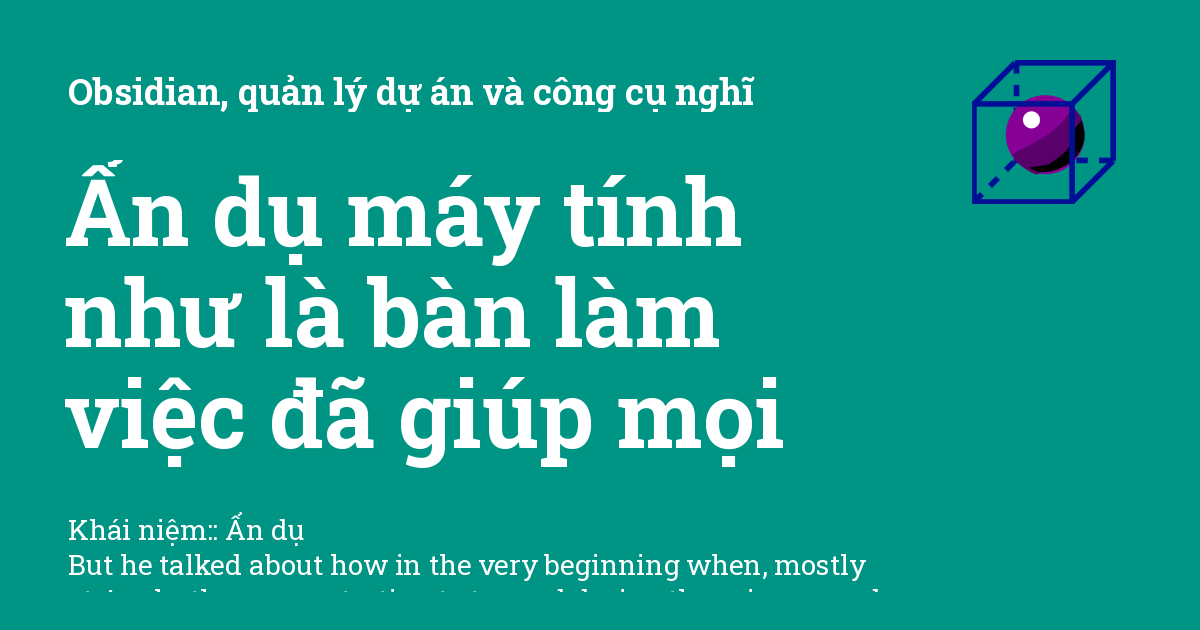 Obsidian, quản lý dự án và công cụ nghĩ
Ẩn dụ máy tính
như là bàn làm
việc đã giúp mọi
Khái niệm:: Ẩn dụ
But he talked about how in the very beginning when, mostly